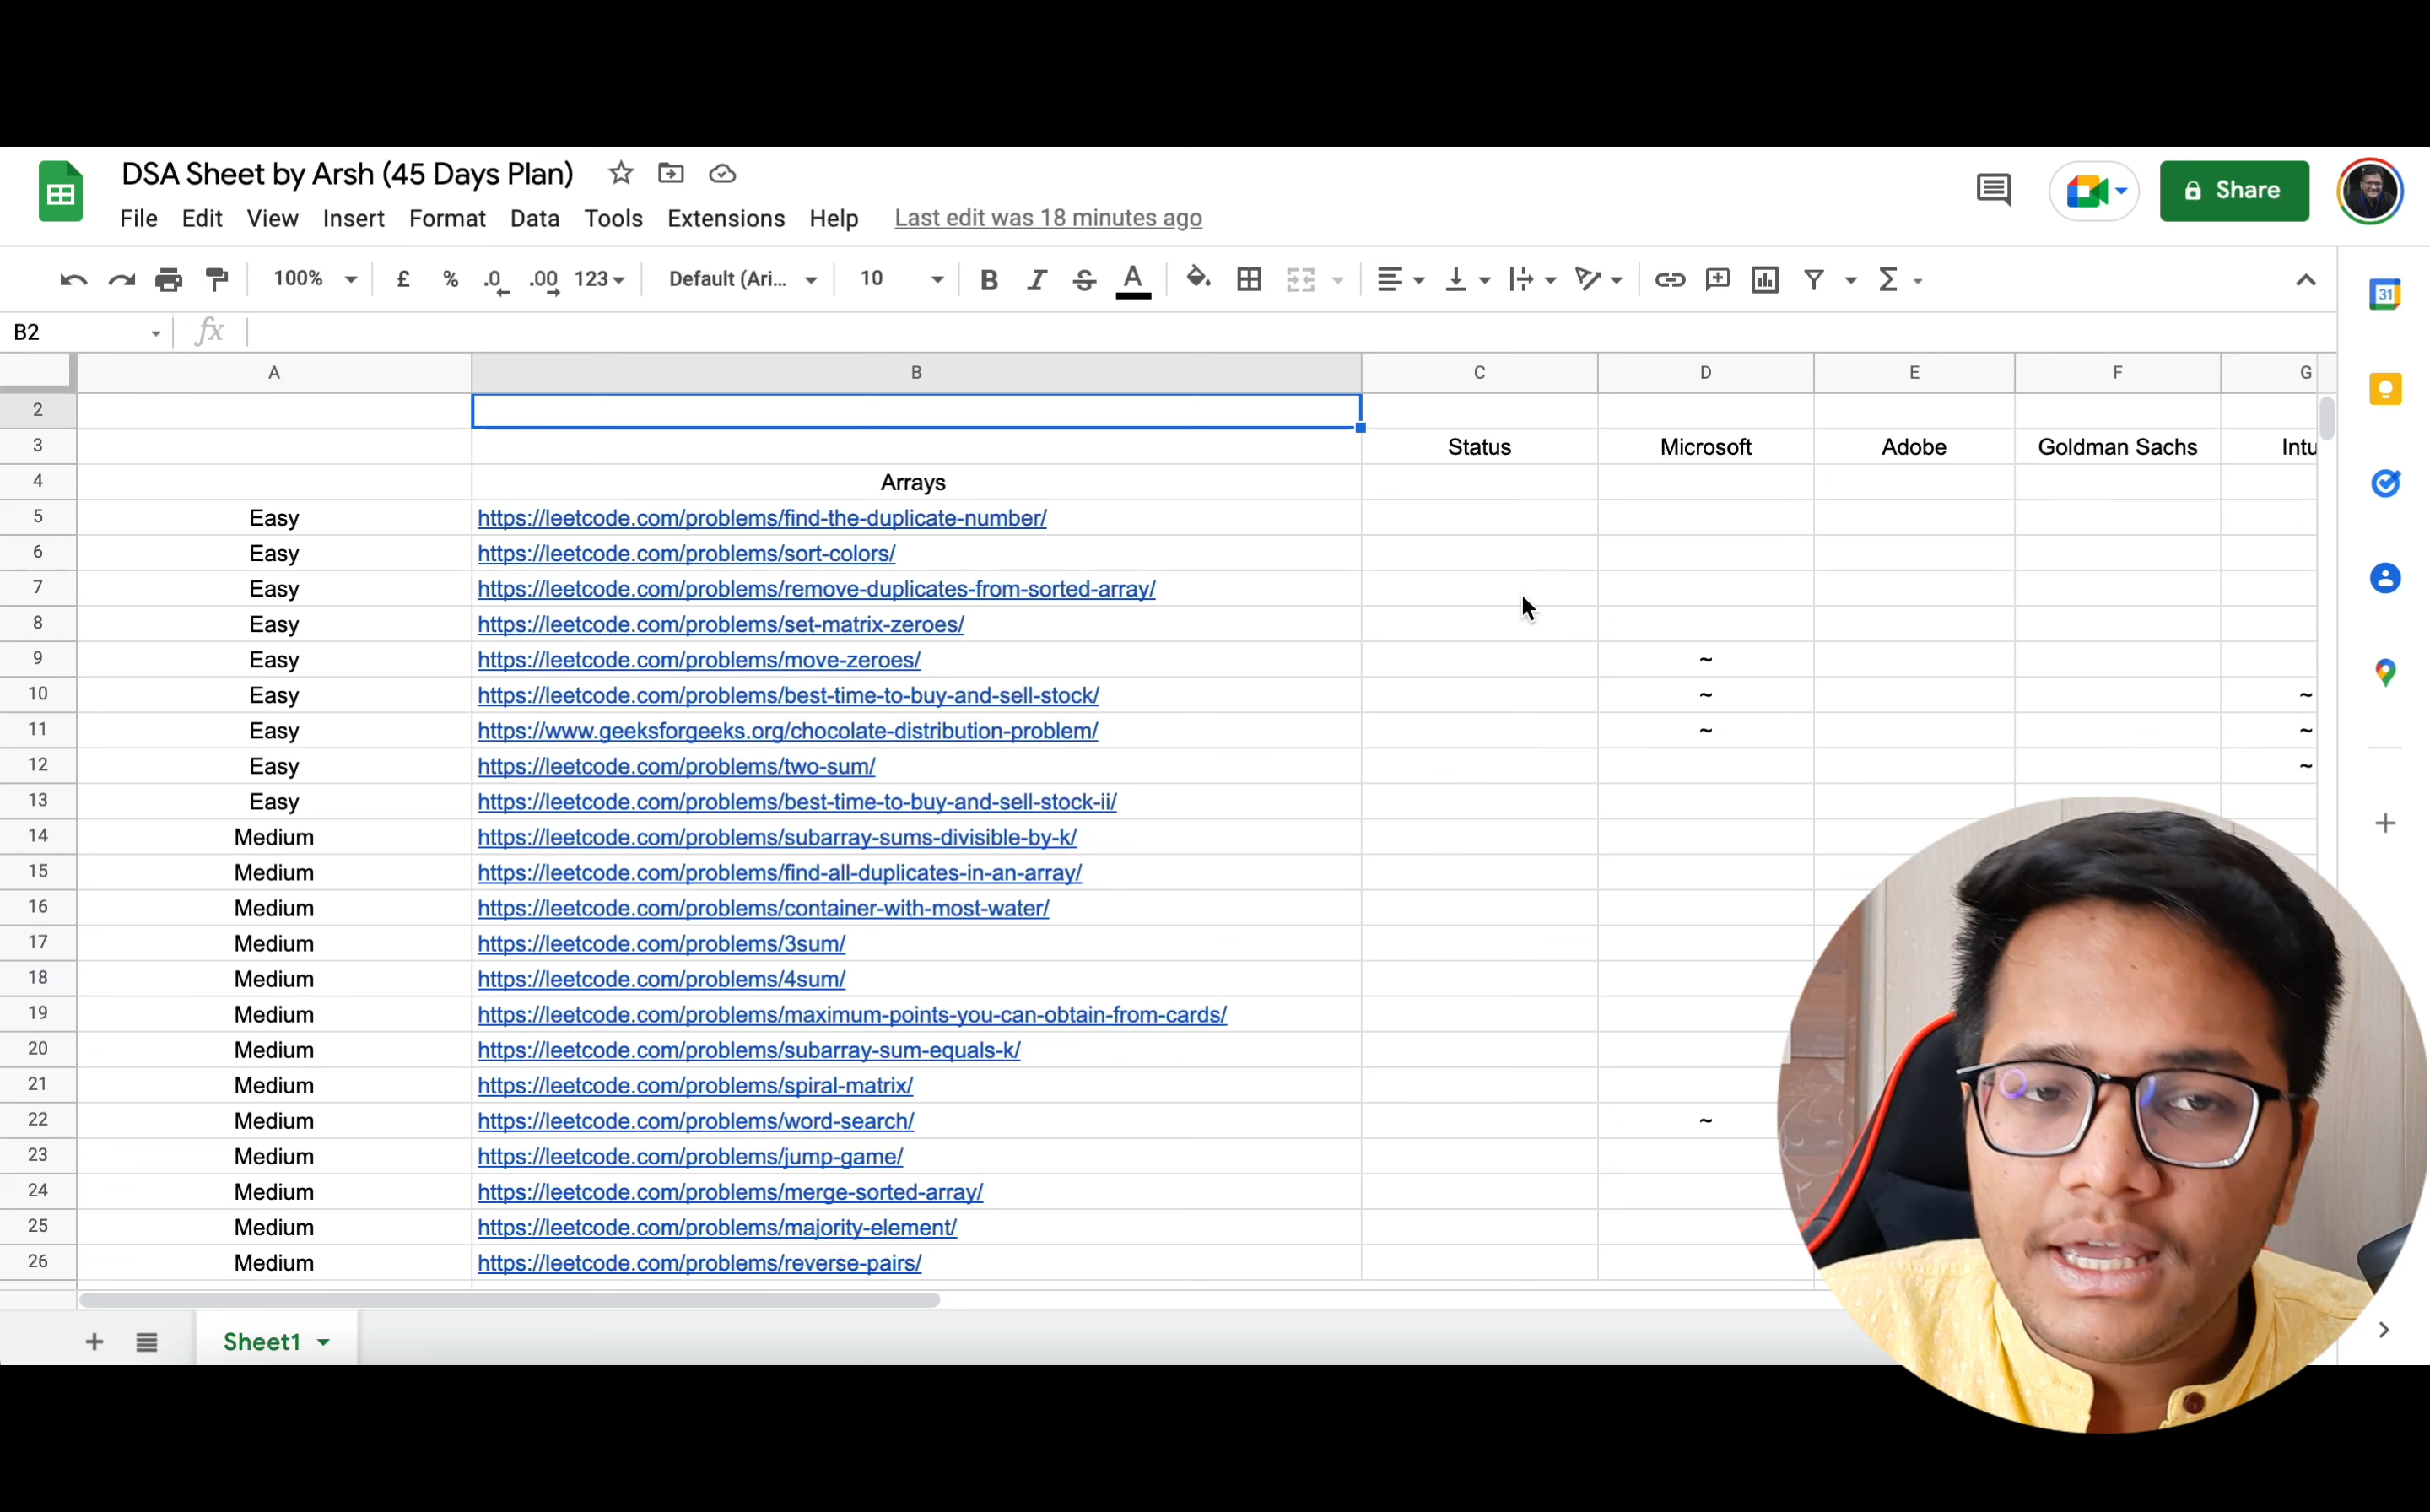 DSA Sheet by Arsh (45 Days Plan)
Share
File Edit View Insert Format Data Tools Extensions Help Last edit was 18 minutes ago
100% £ % .0 .00 123 Default (Ari... 10 B I S A Σ
31
B2 fx
A B C D E F G
2
3 Status Microsoft Adobe Goldman Sachs Intu
4 Arrays
5 Easy https://leetcode.com/problems/find-the-duplicate-number/
6 Easy https://leetcode.com/problems/sort-colors/
7 Easy https://leetcode.com/problems/remove-duplicates-from-sorted-array/
8 Easy https://leetcode.com/problems/set-matrix-zeroes/
9 Easy https://leetcode.com/problems/move-zeroes/ ~
10 Easy https://leetcode.com/problems/best-time-to-buy-and-sell-stock/ ~ ~
11 Easy https://www.geeksforgeeks.org/chocolate-distribution-problem/ ~ ~
12 Easy https://leetcode.com/problems/two-sum/ ~
13 Easy https://leetcode.com/problems/best-time-to-buy-and-sell-stock-ii/
14 Medium https://leetcode.com/problems/subarray-sums-divisible-by-k/
15 Medium https://leetcode.com/problems/find-all-duplicates-in-an-array/
16 Medium https://leetcode.com/problems/container-with-most-water/
17 Medium https://leetcode.com/problems/3sum/
18 Medium https://leetcode.com/problems/4sum/
19 Medium https://leetcode.com/problems/maximum-points-you-can-obtain-from-cards/
20 Medium https://leetcode.com/problems/subarray-sum-equals-k/
21 Medium https://leetcode.com/problems/spiral-matrix/
22 Medium https://leetcode.com/problems/word-search/ ~
23 Medium https://leetcode.com/problems/jump-game/
24 Medium https://leetcode.com/problems/merge-sorted-array/
25 Medium https://leetcode.com/problems/majority-element/
26 Medium https://leetcode.com/problems/reverse-pairs/
Sheet1